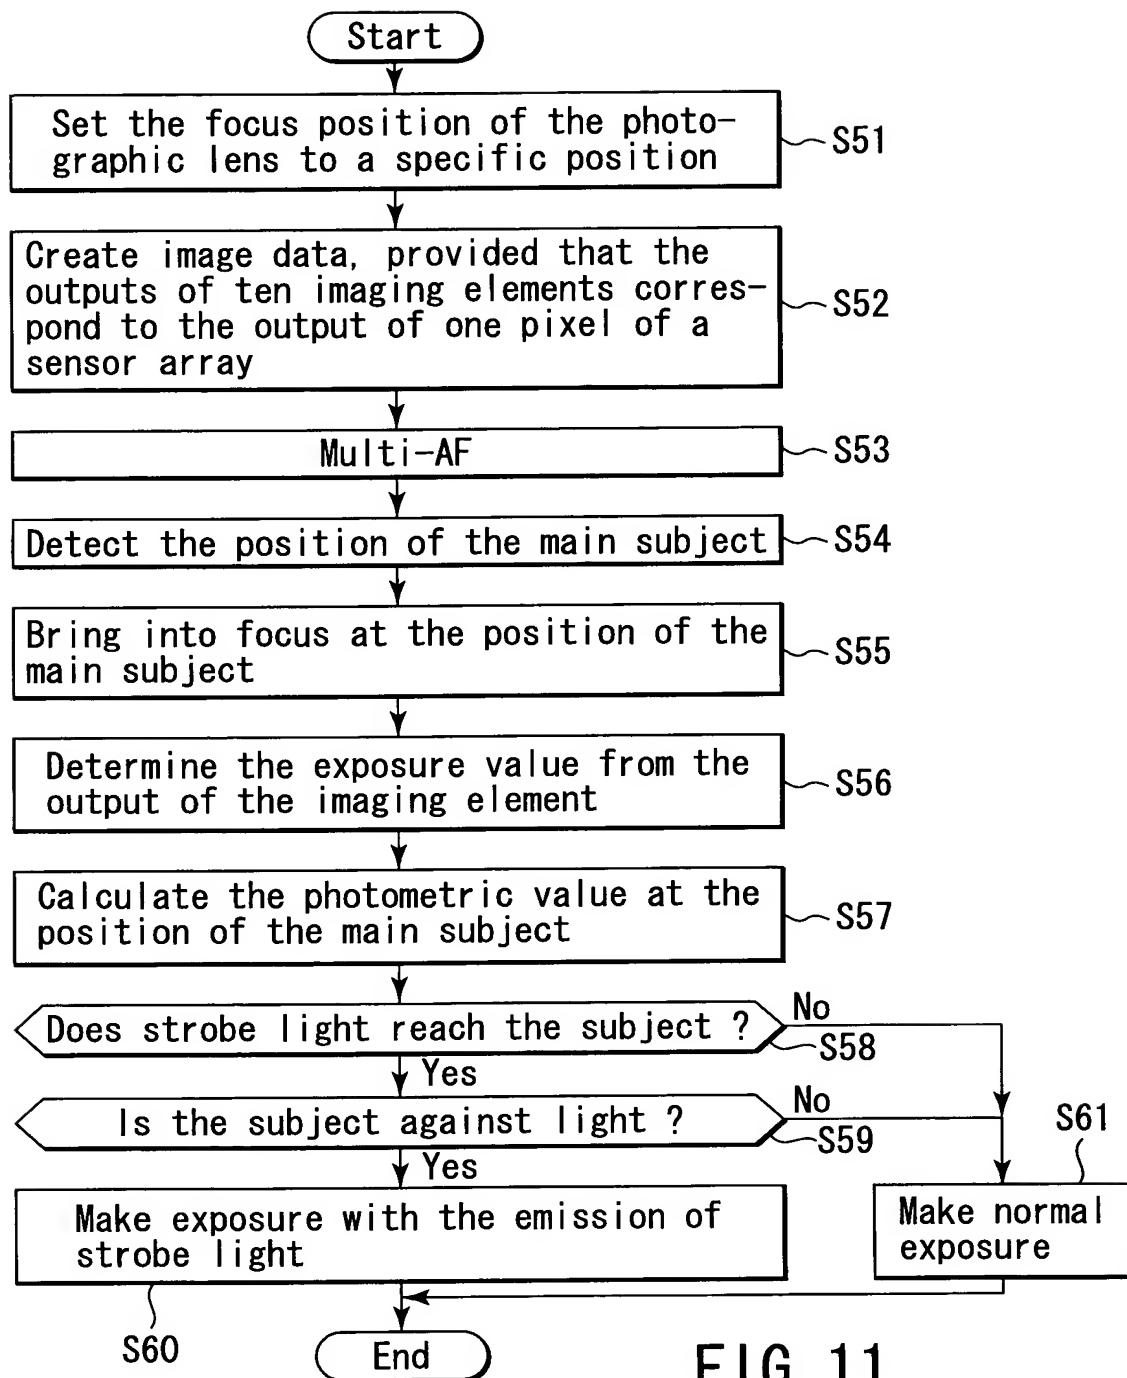 Start
Set the focus position of the photo-
graphic lens to a specific position
S51
Create image data, provided that the
outputs of ten imaging elements corres-
pond to the output of one pixel of a
sensor array
S52
Multi-AF
S53
Detect the position of the main subject
S54
Bring into focus at the position of the
main subject
S55
Determine the exposure value from the
output of the imaging element
S56
Calculate the photometric value at the
position of the main subject
S57
Does strobe light reach the subject ?
No
S58
Yes
Is the subject against light ?
No
S59
Yes
S61
Make exposure with the emission of
strobe light
Make normal
exposure
S60
End
FIG. 11